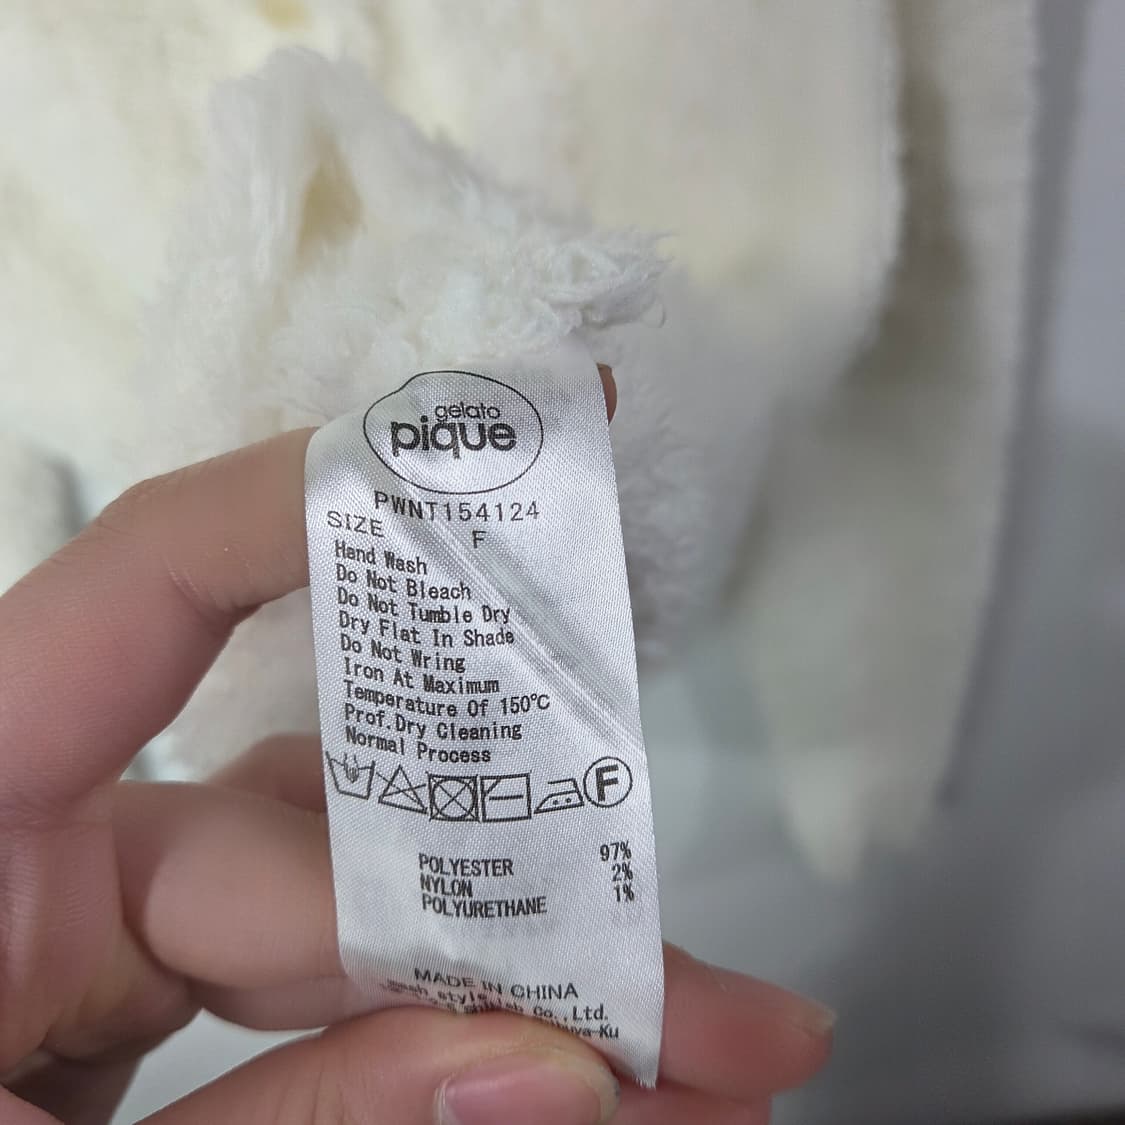 gelato
pique
PWNT154124
SIZE F
Hand Wash
Do Not Bleach
Do Not Tumble Dry
Dry Flat In Shade
Do Not Wring
Iron At Maximum
Temperature Of 150℃
Prof.Dry Cleaning
Normal Process
F
POLYESTER 97%
NYLON 2%
POLYURETHANE 1%
MADE IN CHINA
style
Co.,Ltd.